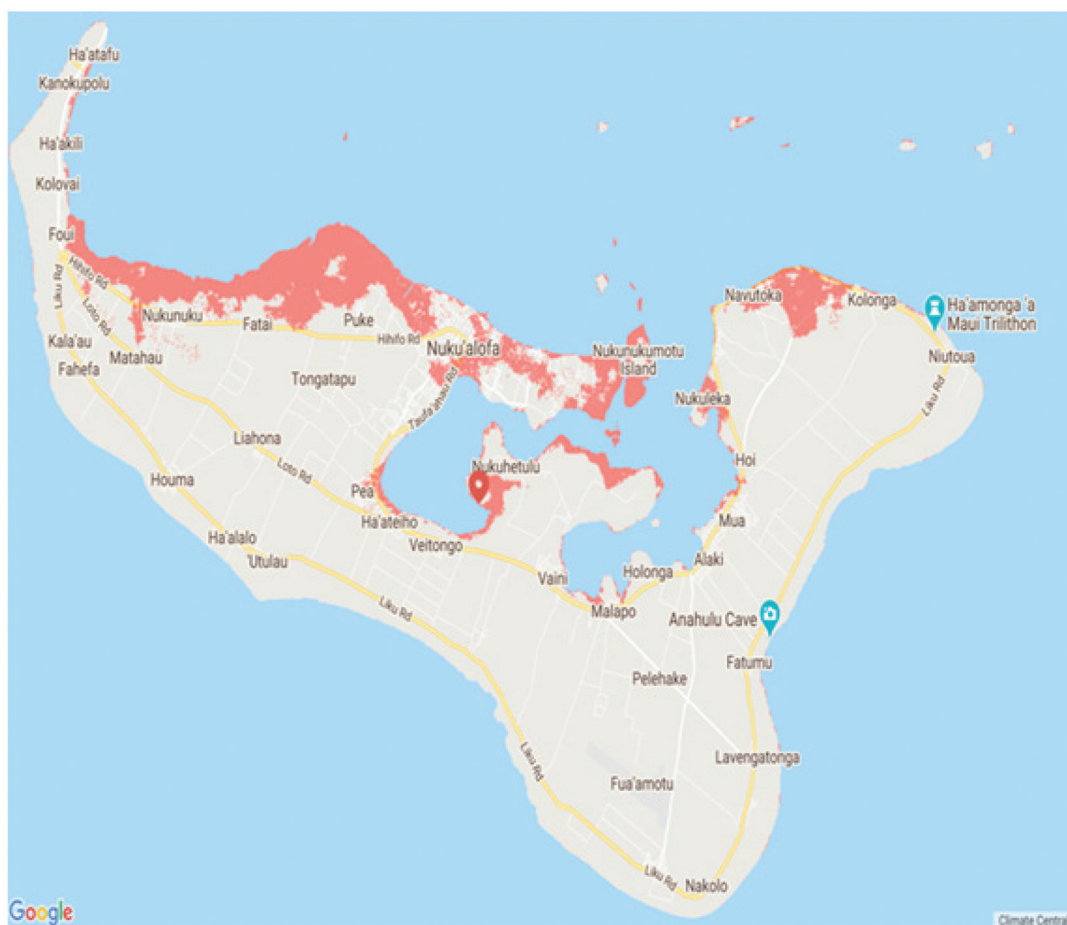 Ha'atafu
Kanokupolu
Ha'akili
Kolovai
Foui
Hihifo Rd
Liku Rd
Loto Rd
Nukunuku
Fatai
Puke
Hihifo Rd
Nuku'alofa
Nukunukumotu
Island
Navutoka
Kolonga
Ha'amonga 'a
Maui Trilithon
Niutoua
Liku Rd
Kala'au
Fahefa
Matahau
Tongatapu
Taufa'ahau Rd
Nukuleka
Liahona
Loto Rd
Houma
Pea
Nukuhetulu
Hoi
Ha'ateiho
Veitongo
Mua
Ha'alalo
'Utulau
Liku Rd
Vaini
Holonga
Alaki
Malapo
Anahulu Cave
Fatumu
Pelehake
Liku Rd
Fua'amotu
Lavengatonga
Liku Rd
Nakolo
Google
Climate Central